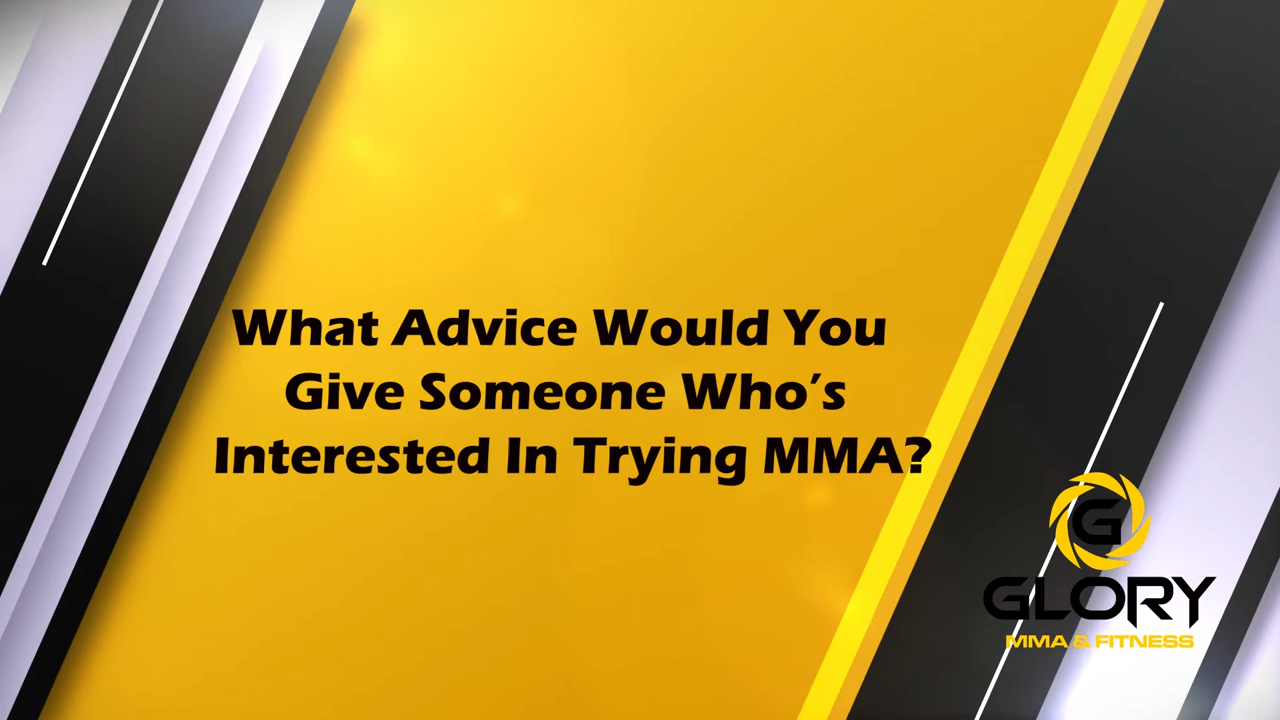 What Advice Would You
Give Someone Who's
Interested In Trying MMA?
G
GLORY
MMA & FITNESS